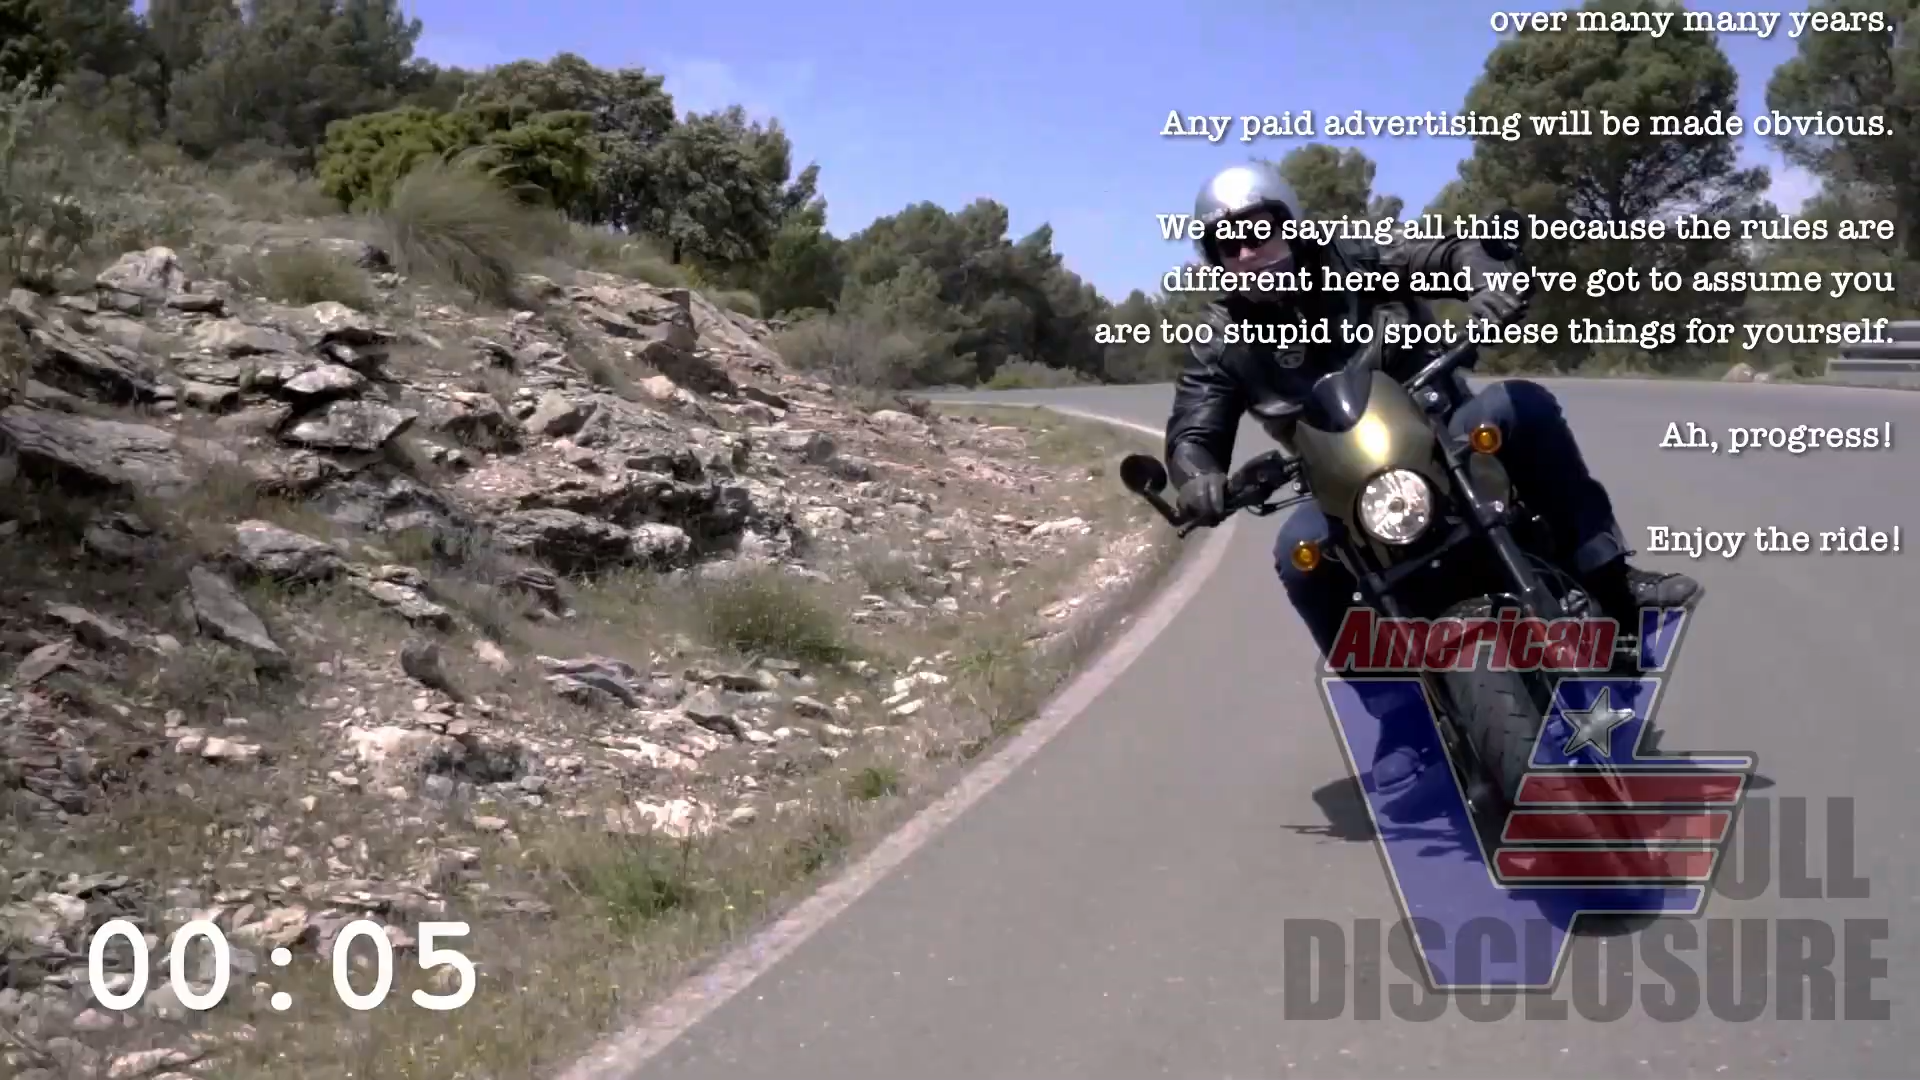 over many many years.
Any paid advertising will be made obvious.
We are saying all this because the rules are
different here and we've got to assume you
are too stupid to spot these things for yourself.
Ah, progress!
Enjoy the ride!
American-V
FULL
DISCLOSURE
00:05